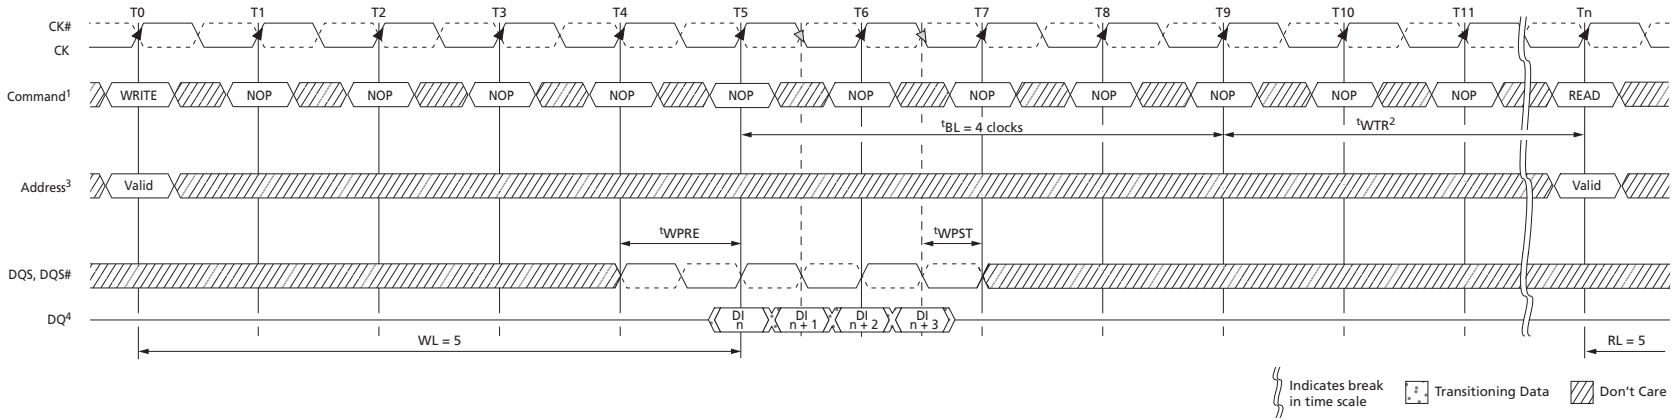 T0 T1 T2 T3 T4 T5 T6 T7 T8 T9 T10 T11 Tn
CK#
CK
Command¹ WRITE NOP NOP NOP NOP NOP NOP NOP NOP NOP NOP NOP READ
ᵗBL = 4 clocks ᵗWTR²
Address³ Valid Valid
ᵗWPRE ᵗWPST
DQS, DQS#
DQ⁴ DI n DI n + 1 DI n + 2 DI n + 3
WL = 5 RL = 5
Indicates break in time scale
Transitioning Data
Don't Care